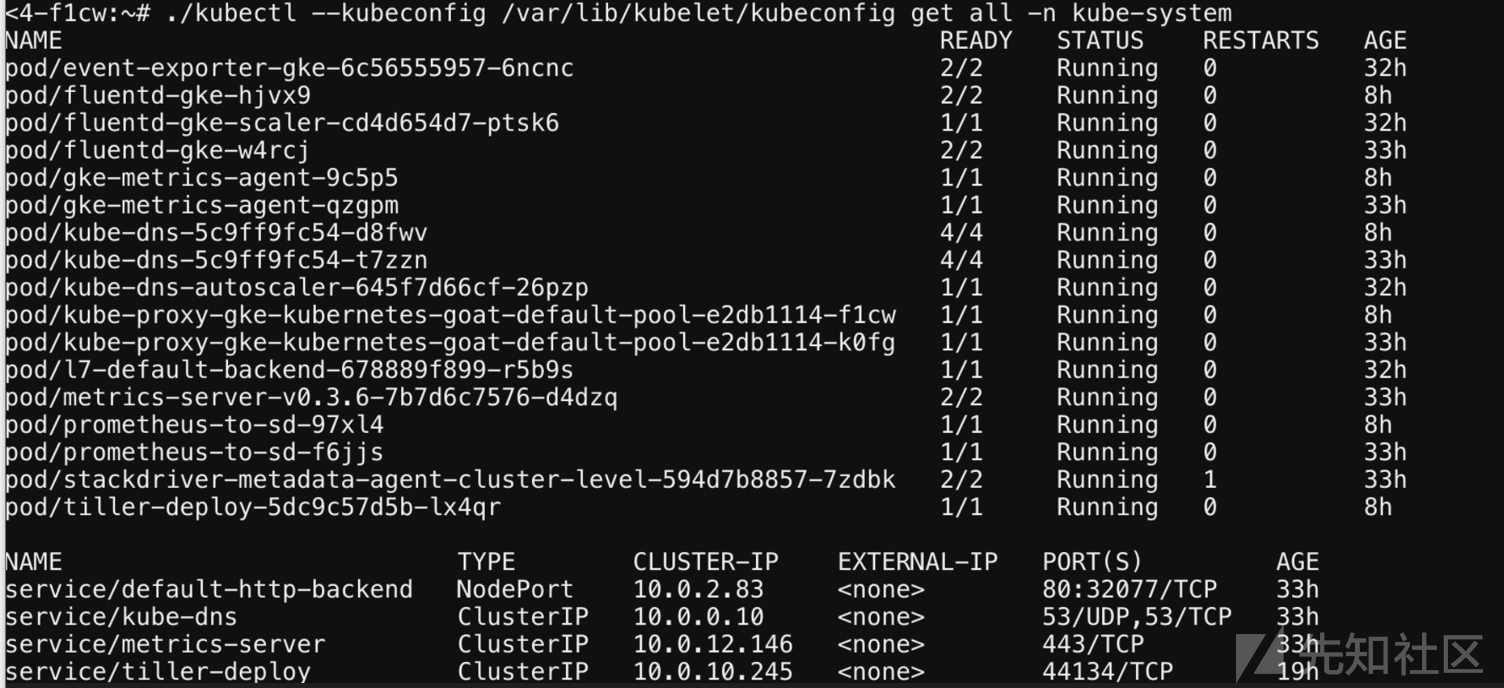 <4-f1cw:~# ./kubectl --kubeconfig /var/lib/kubelet/kubeconfig get all -n kube-system
NAME READY STATUS RESTARTS AGE
pod/event-exporter-gke-6c56555957-6ncnc 2/2 Running 0 32h
pod/fluentd-gke-hjvx9 2/2 Running 0 8h
pod/fluentd-gke-scaler-cd4d654d7-ptsk6 1/1 Running 0 32h
pod/fluentd-gke-w4rcj 2/2 Running 0 33h
pod/gke-metrics-agent-9c5p5 1/1 Running 0 8h
pod/gke-metrics-agent-qzgpm 1/1 Running 0 33h
pod/kube-dns-5c9ff9fc54-d8fwv 4/4 Running 0 8h
pod/kube-dns-5c9ff9fc54-t7zzn 4/4 Running 0 33h
pod/kube-dns-autoscaler-645f7d66cf-26pzp 1/1 Running 0 32h
pod/kube-proxy-gke-kubernetes-goat-default-pool-e2db1114-f1cw 1/1 Running 0 8h
pod/kube-proxy-gke-kubernetes-goat-default-pool-e2db1114-k0fg 1/1 Running 0 33h
pod/l7-default-backend-678889f899-r5b9s 1/1 Running 0 32h
pod/metrics-server-v0.3.6-7b7d6c7576-d4dzq 2/2 Running 0 33h
pod/prometheus-to-sd-97xl4 1/1 Running 0 8h
pod/prometheus-to-sd-f6jjs 1/1 Running 0 33h
pod/stackdriver-metadata-agent-cluster-level-594d7b8857-7zdbk 2/2 Running 1 33h
pod/tiller-deploy-5dc9c57d5b-lx4qr 1/1 Running 0 8h
NAME TYPE CLUSTER-IP EXTERNAL-IP PORT(S) AGE
service/default-http-backend NodePort 10.0.2.83 <none> 80:32077/TCP 33h
service/kube-dns ClusterIP 10.0.0.10 <none> 53/UDP,53/TCP 33h
service/metrics-server ClusterIP 10.0.12.146 <none> 443/TCP 33h
service/tiller-deploy ClusterIP 10.0.10.245 <none> 44134/TCP 19h
先知社区